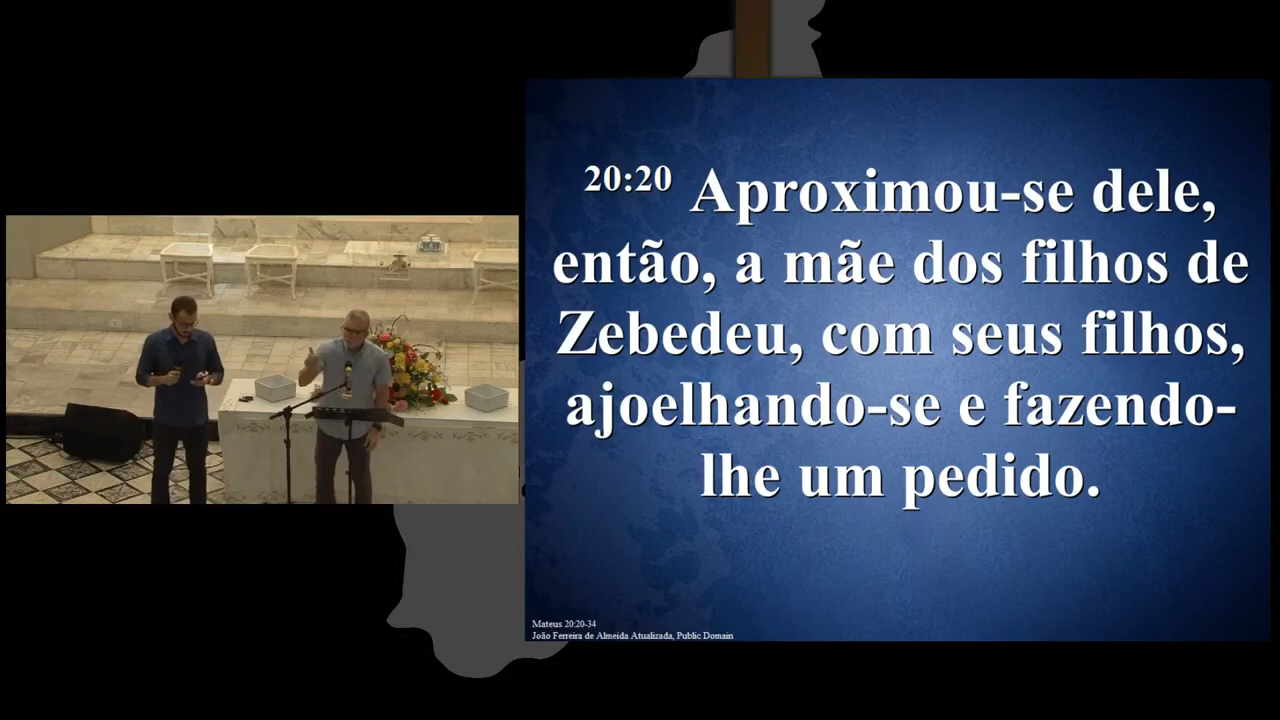 20:20 Aproximou-se dele,
então, a mãe dos filhos de
Zebedeu, com seus filhos,
ajoelhando-se e fazendo-
lhe um pedido.
Mateus 20:20-34
João Ferreira de Almeida Atualizada, Public Domain